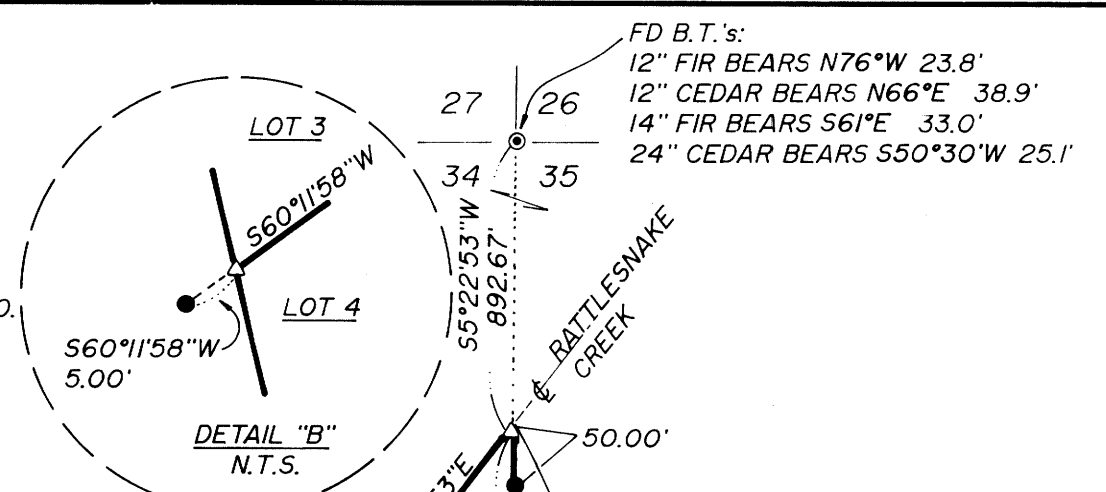 FD B.T.'s:
12" FIR BEARS N76°W 23.8'
12" CEDAR BEARS N66°E 38.9'
14" FIR BEARS S61°E 33.0'
24" CEDAR BEARS S50°30'W 25.1'
27 26
34 35
LOT 3
S60°11'58"W
LOT 4
S60°11'58"W
5.00'
DETAIL "B"
N.T.S.
S5°22'53"W
892.67'
RATTLESNAKE
CREEK
50.00'